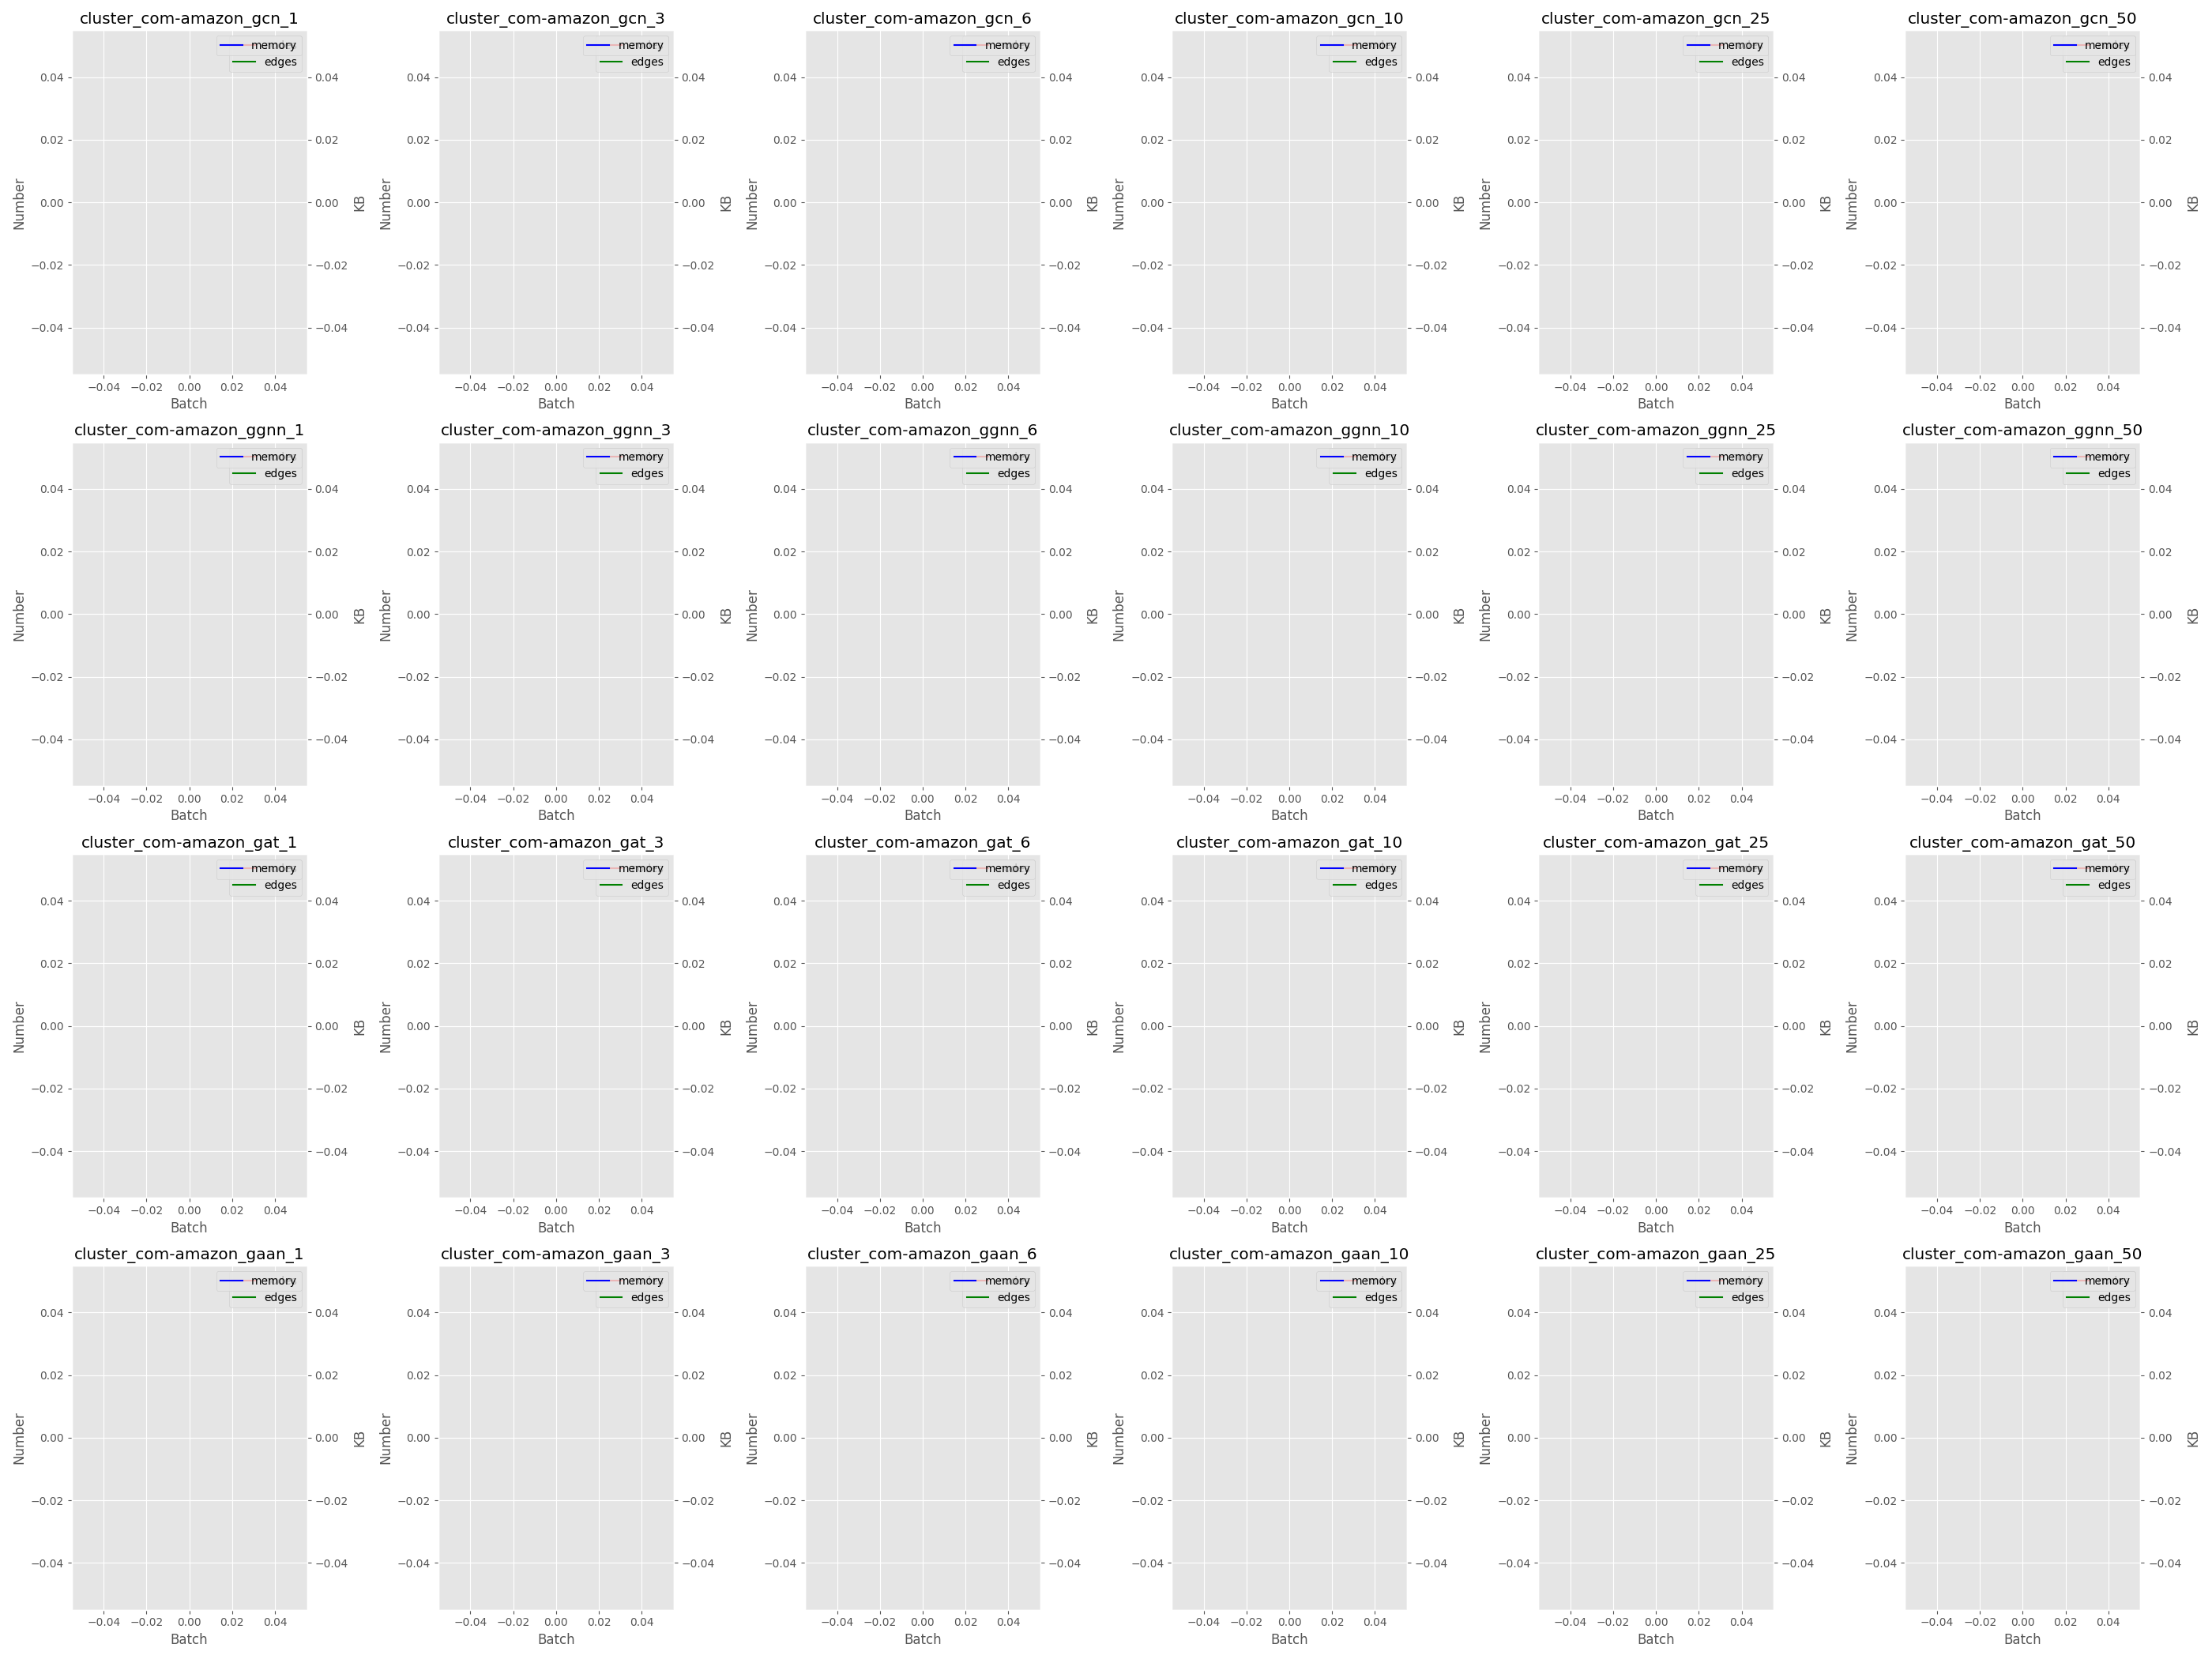 cluster_com-amazon_gcn_1 cluster_com-amazon_gcn_3 cluster_com-amazon_gcn_6 cluster_com-amazon_gcn_10 cluster_com-amazon_gcn_25 cluster_com-amazon_gcn_50
memory memory memory memory memory memory
edges edges edges edges edges edges
0.04 0.04 0.04 0.04 0.04 0.04 0.04 0.04 0.04 0.04 0.04 0.04
0.02 0.02 0.02 0.02 0.02 0.02 0.02 0.02 0.02 0.02 0.02 0.02
Number 0.00 0.00 KB Number 0.00 0.00 KB Number 0.00 0.00 KB Number 0.00 0.00 KB Number 0.00 0.00 KB Number 0.00 0.00 KB
−0.02 −0.02 −0.02 −0.02 −0.02 −0.02 −0.02 −0.02 −0.02 −0.02 −0.02 −0.02
−0.04 −0.04 −0.04 −0.04 −0.04 −0.04 −0.04 −0.04 −0.04 −0.04 −0.04 −0.04
−0.04 −0.02 0.00 0.02 0.04 −0.04 −0.02 0.00 0.02 0.04 −0.04 −0.02 0.00 0.02 0.04 −0.04 −0.02 0.00 0.02 0.04 −0.04 −0.02 0.00 0.02 0.04 −0.04 −0.02 0.00 0.02 0.04
Batch Batch Batch Batch Batch Batch
cluster_com-amazon_ggnn_1 cluster_com-amazon_ggnn_3 cluster_com-amazon_ggnn_6 cluster_com-amazon_ggnn_10 cluster_com-amazon_ggnn_25 cluster_com-amazon_ggnn_50
memory memory memory memory memory memory
edges edges edges edges edges edges
0.04 0.04 0.04 0.04 0.04 0.04 0.04 0.04 0.04 0.04 0.04 0.04
0.02 0.02 0.02 0.02 0.02 0.02 0.02 0.02 0.02 0.02 0.02 0.02
Number 0.00 0.00 KB Number 0.00 0.00 KB Number 0.00 0.00 KB Number 0.00 0.00 KB Number 0.00 0.00 KB Number 0.00 0.00 KB
−0.02 −0.02 −0.02 −0.02 −0.02 −0.02 −0.02 −0.02 −0.02 −0.02 −0.02 −0.02
−0.04 −0.04 −0.04 −0.04 −0.04 −0.04 −0.04 −0.04 −0.04 −0.04 −0.04 −0.04
−0.04 −0.02 0.00 0.02 0.04 −0.04 −0.02 0.00 0.02 0.04 −0.04 −0.02 0.00 0.02 0.04 −0.04 −0.02 0.00 0.02 0.04 −0.04 −0.02 0.00 0.02 0.04 −0.04 −0.02 0.00 0.02 0.04
Batch Batch Batch Batch Batch Batch
cluster_com-amazon_gat_1 cluster_com-amazon_gat_3 cluster_com-amazon_gat_6 cluster_com-amazon_gat_10 cluster_com-amazon_gat_25 cluster_com-amazon_gat_50
memory memory memory memory memory memory
edges edges edges edges edges edges
0.04 0.04 0.04 0.04 0.04 0.04 0.04 0.04 0.04 0.04 0.04 0.04
0.02 0.02 0.02 0.02 0.02 0.02 0.02 0.02 0.02 0.02 0.02 0.02
Number 0.00 0.00 KB Number 0.00 0.00 KB Number 0.00 0.00 KB Number 0.00 0.00 KB Number 0.00 0.00 KB Number 0.00 0.00 KB
−0.02 −0.02 −0.02 −0.02 −0.02 −0.02 −0.02 −0.02 −0.02 −0.02 −0.02 −0.02
−0.04 −0.04 −0.04 −0.04 −0.04 −0.04 −0.04 −0.04 −0.04 −0.04 −0.04 −0.04
−0.04 −0.02 0.00 0.02 0.04 −0.04 −0.02 0.00 0.02 0.04 −0.04 −0.02 0.00 0.02 0.04 −0.04 −0.02 0.00 0.02 0.04 −0.04 −0.02 0.00 0.02 0.04 −0.04 −0.02 0.00 0.02 0.04
Batch Batch Batch Batch Batch Batch
cluster_com-amazon_gaan_1 cluster_com-amazon_gaan_3 cluster_com-amazon_gaan_6 cluster_com-amazon_gaan_10 cluster_com-amazon_gaan_25 cluster_com-amazon_gaan_50
memory memory memory memory memory memory
edges edges edges edges edges edges
0.04 0.04 0.04 0.04 0.04 0.04 0.04 0.04 0.04 0.04 0.04 0.04
0.02 0.02 0.02 0.02 0.02 0.02 0.02 0.02 0.02 0.02 0.02 0.02
Number 0.00 0.00 KB Number 0.00 0.00 KB Number 0.00 0.00 KB Number 0.00 0.00 KB Number 0.00 0.00 KB Number 0.00 0.00 KB
−0.02 −0.02 −0.02 −0.02 −0.02 −0.02 −0.02 −0.02 −0.02 −0.02 −0.02 −0.02
−0.04 −0.04 −0.04 −0.04 −0.04 −0.04 −0.04 −0.04 −0.04 −0.04 −0.04 −0.04
−0.04 −0.02 0.00 0.02 0.04 −0.04 −0.02 0.00 0.02 0.04 −0.04 −0.02 0.00 0.02 0.04 −0.04 −0.02 0.00 0.02 0.04 −0.04 −0.02 0.00 0.02 0.04 −0.04 −0.02 0.00 0.02 0.04
Batch Batch Batch Batch Batch Batch